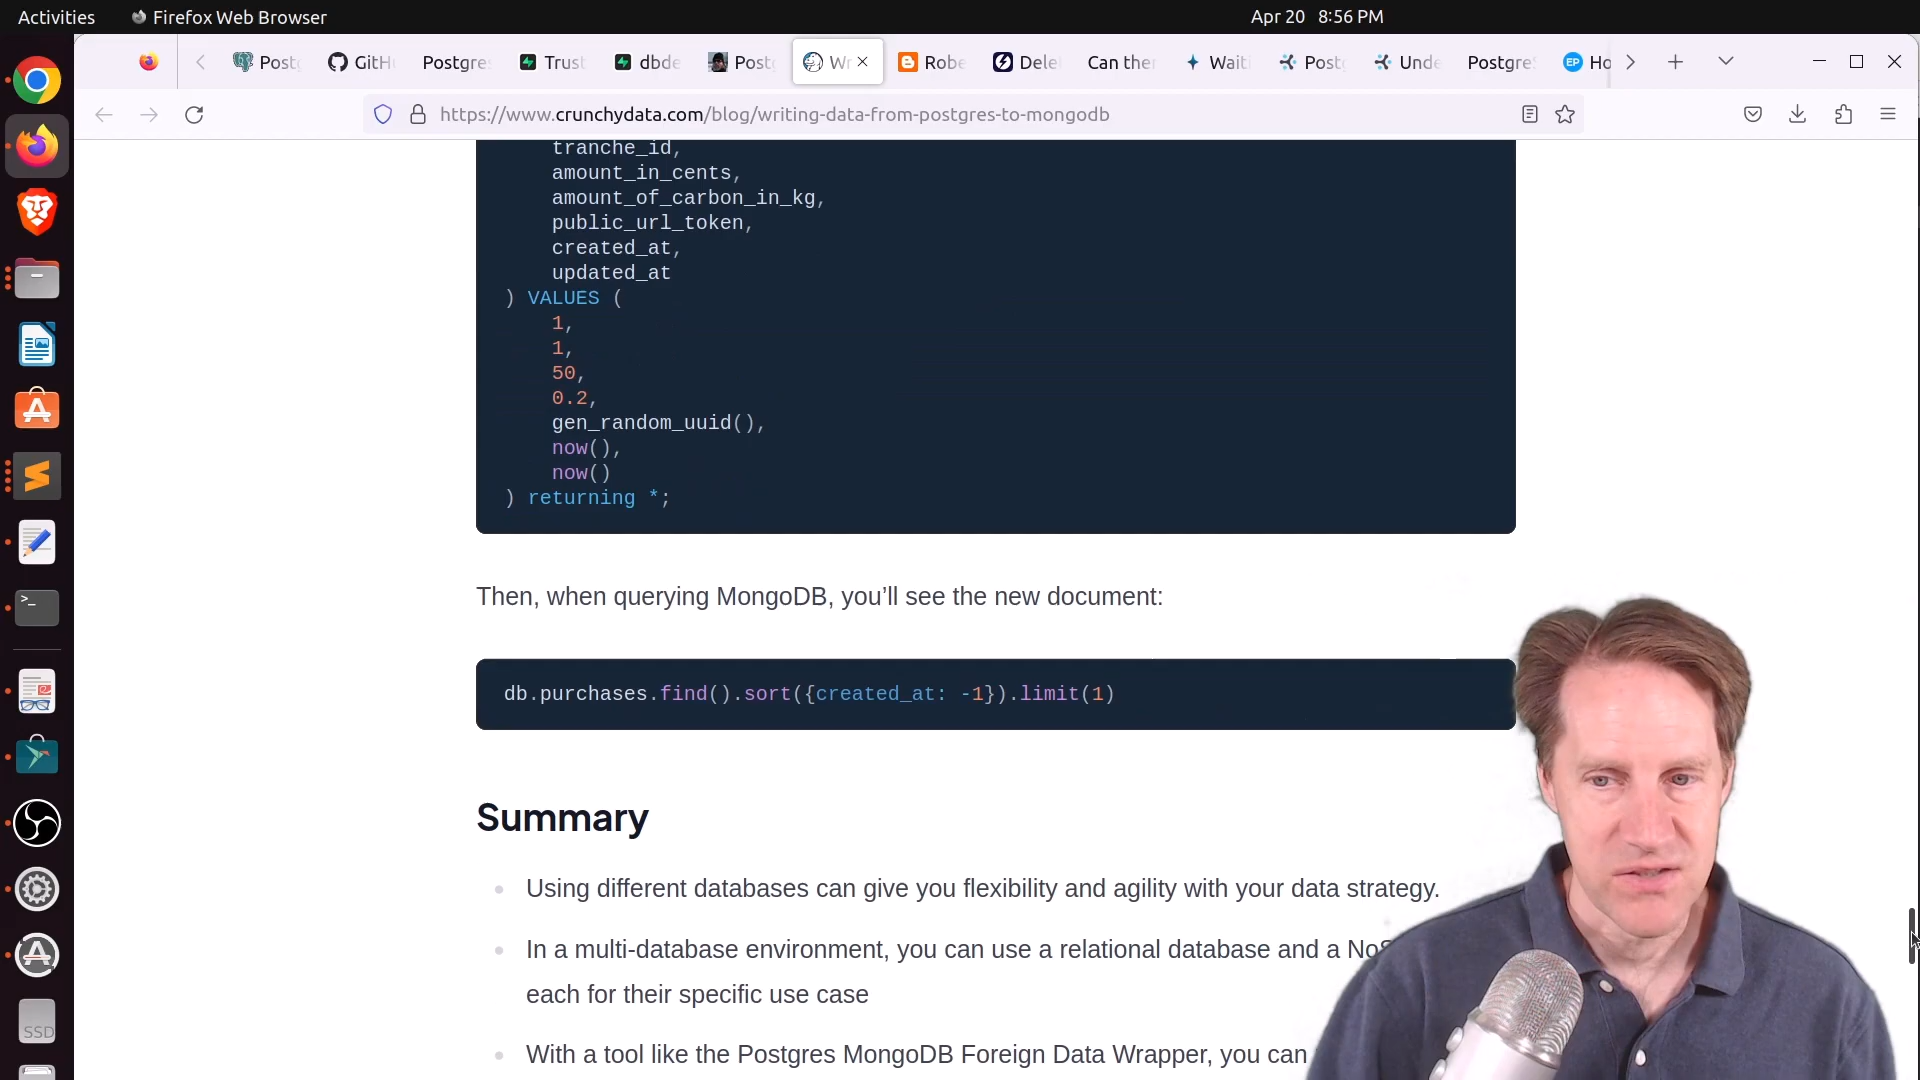 Activities
Firefox Web Browser
Apr 20 8:56 PM
Post
GitH
Postgre
Trust
dbde
Post
Wr
Robe
Dele
Can the
Wait
Post
Unde
Postgre
EP
Ho
https://www.crunchydata.com/blog/writing-data-from-postgres-to-mongodb
tranche_id,
amount_in_cents,
amount_of_carbon_in_kg,
public_url_token,
created_at,
updated_at
) VALUES (
1,
1,
50,
0.2,
gen_random_uuid(),
now(),
now()
) returning *;
Then, when querying MongoDB, you’ll see the new document:
db.purchases.find().sort({created_at: -1}).limit(1)
Summary
Using different databases can give you flexibility and agility with your data strategy.
In a multi-database environment, you can use a relational database and a NoS
each for their specific use case
With a tool like the Postgres MongoDB Foreign Data Wrapper, you can
SSD